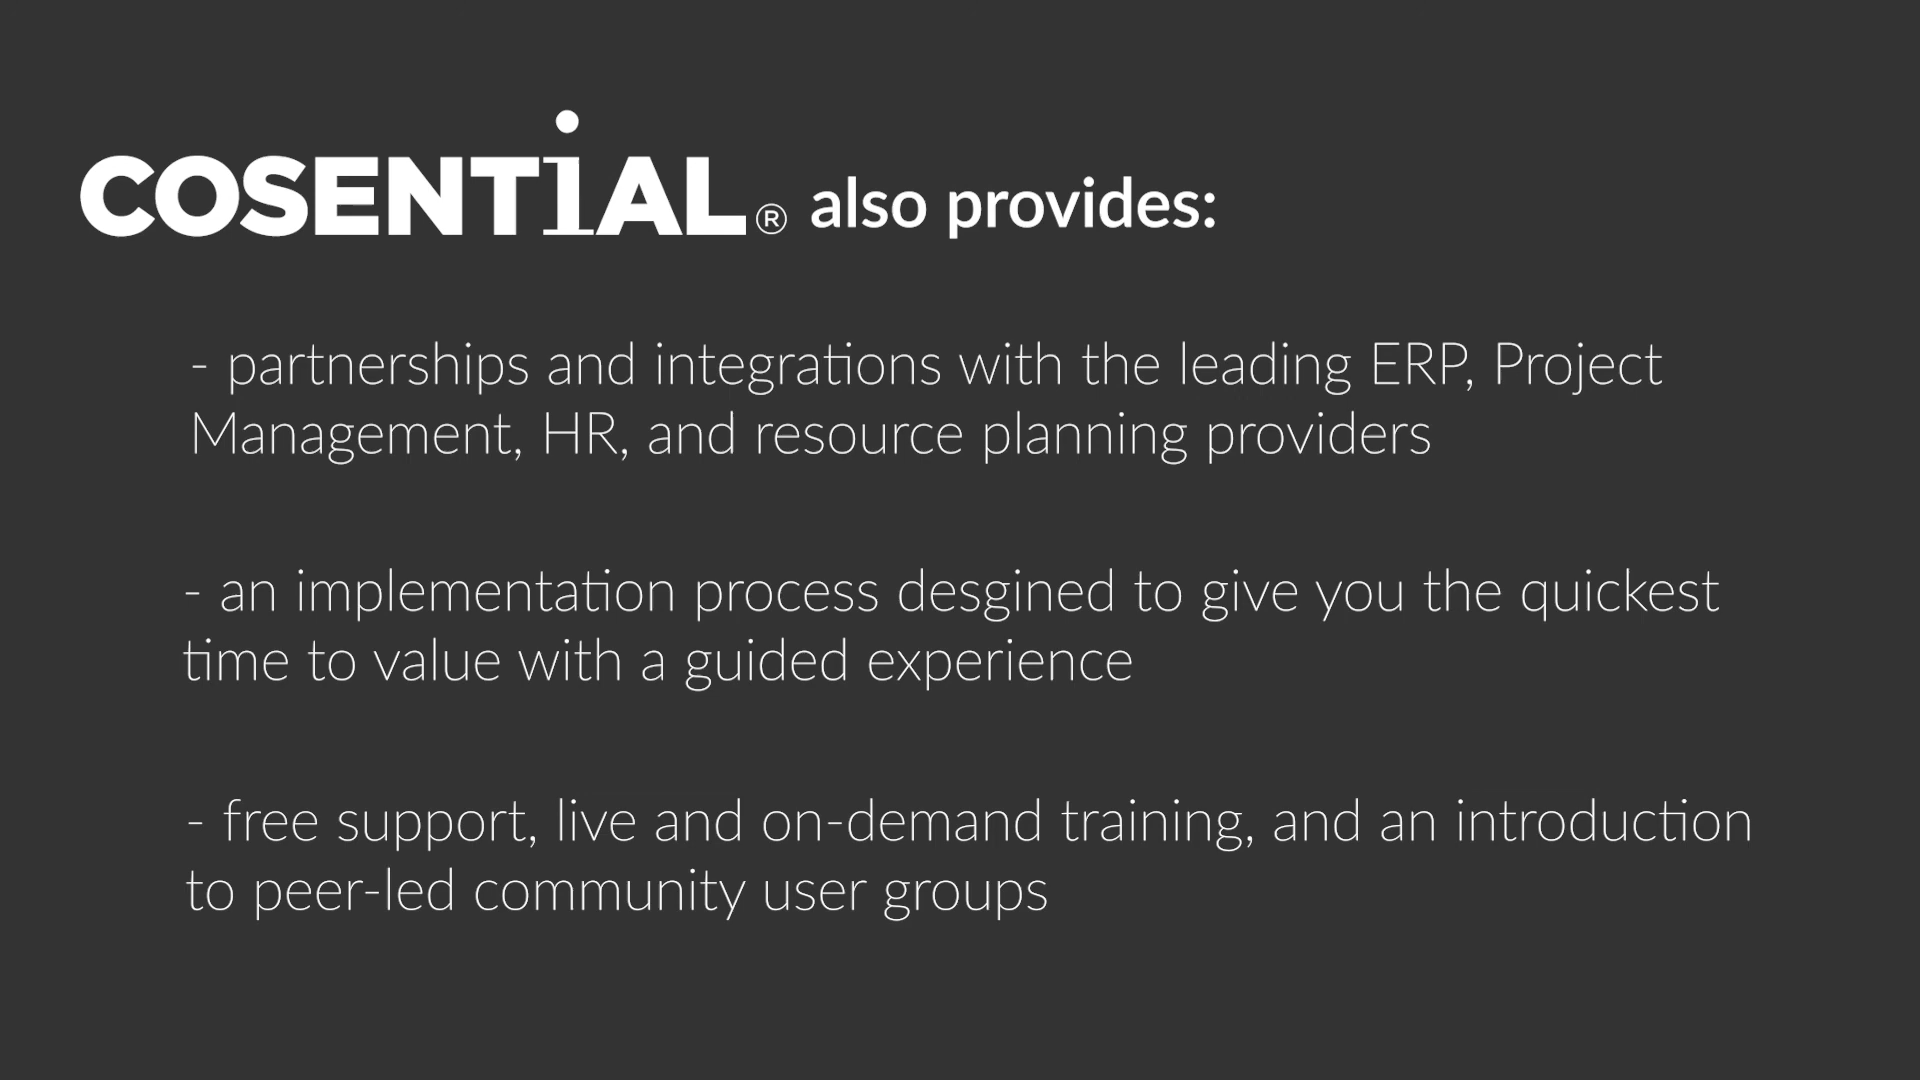 COSENTiAL® also provides:
- partnerships and integrations with the leading ERP, Project
Management, HR, and resource planning providers
- an implementation process desgined to give you the quickest
time to value with a guided experience
- free support, live and on-demand training, and an introduction
to peer-led community user groups